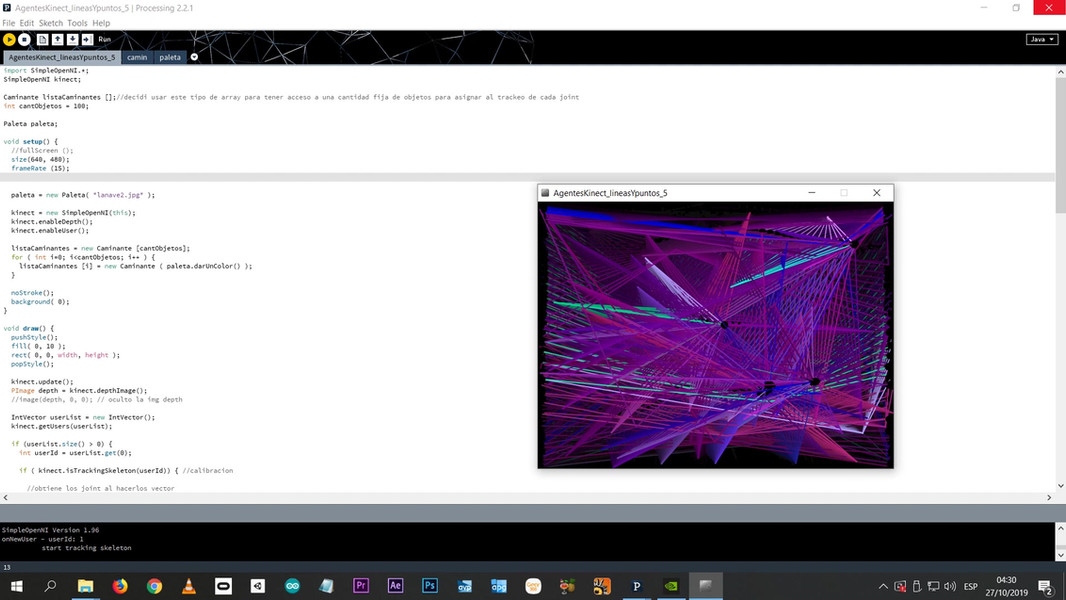 AgentesKinect_lineasYpuntos_5 | Processing 2.2.1
File Edit Sketch Tools Help
Run
Java
AgentesKinect_lineasYpuntos_5 camin paleta
import SimpleOpenNI.*;
SimpleOpenNI kinect;
Caminante listaCaminantes [];//decidi usar este tipo de array para tener acceso a una cantidad fija de objetos para asignar al trackeo de cada joint
int cantObjetos = 100;
Paleta paleta;
void setup() {
//fullScreen ();
size(640, 480);
frameRate (15);
paleta = new Paleta( "lanave2.jpg" );
kinect = new SimpleOpenNI(this);
kinect.enableDepth();
kinect.enableUser();
listaCaminantes = new Caminante [cantObjetos];
for ( int i=0; i<cantObjetos; i++ ) {
listaCaminantes [i] = new Caminante ( paleta.darUnColor() );
}
noStroke();
background( 0);
}
void draw() {
pushStyle();
fill( 0, 10 );
rect( 0, 0, width, height );
popStyle();
kinect.update();
PImage depth = kinect.depthImage();
//image(depth, 0, 0); // oculto la img depth
IntVector userList = new IntVector();
kinect.getUsers(userList);
if (userList.size() > 0) {
int userId = userList.get(0);
if ( kinect.isTrackingSkeleton(userId)) { //calibracion
//obtiene los joint al hacerlos vector
AgentesKinect_lineasYpuntos_5
SimpleOpenNI Version 1.96
onNewUser - userId: 1
start tracking skeleton
13
Pr Ae Ps
ESP
04:30
27/10/2019
2